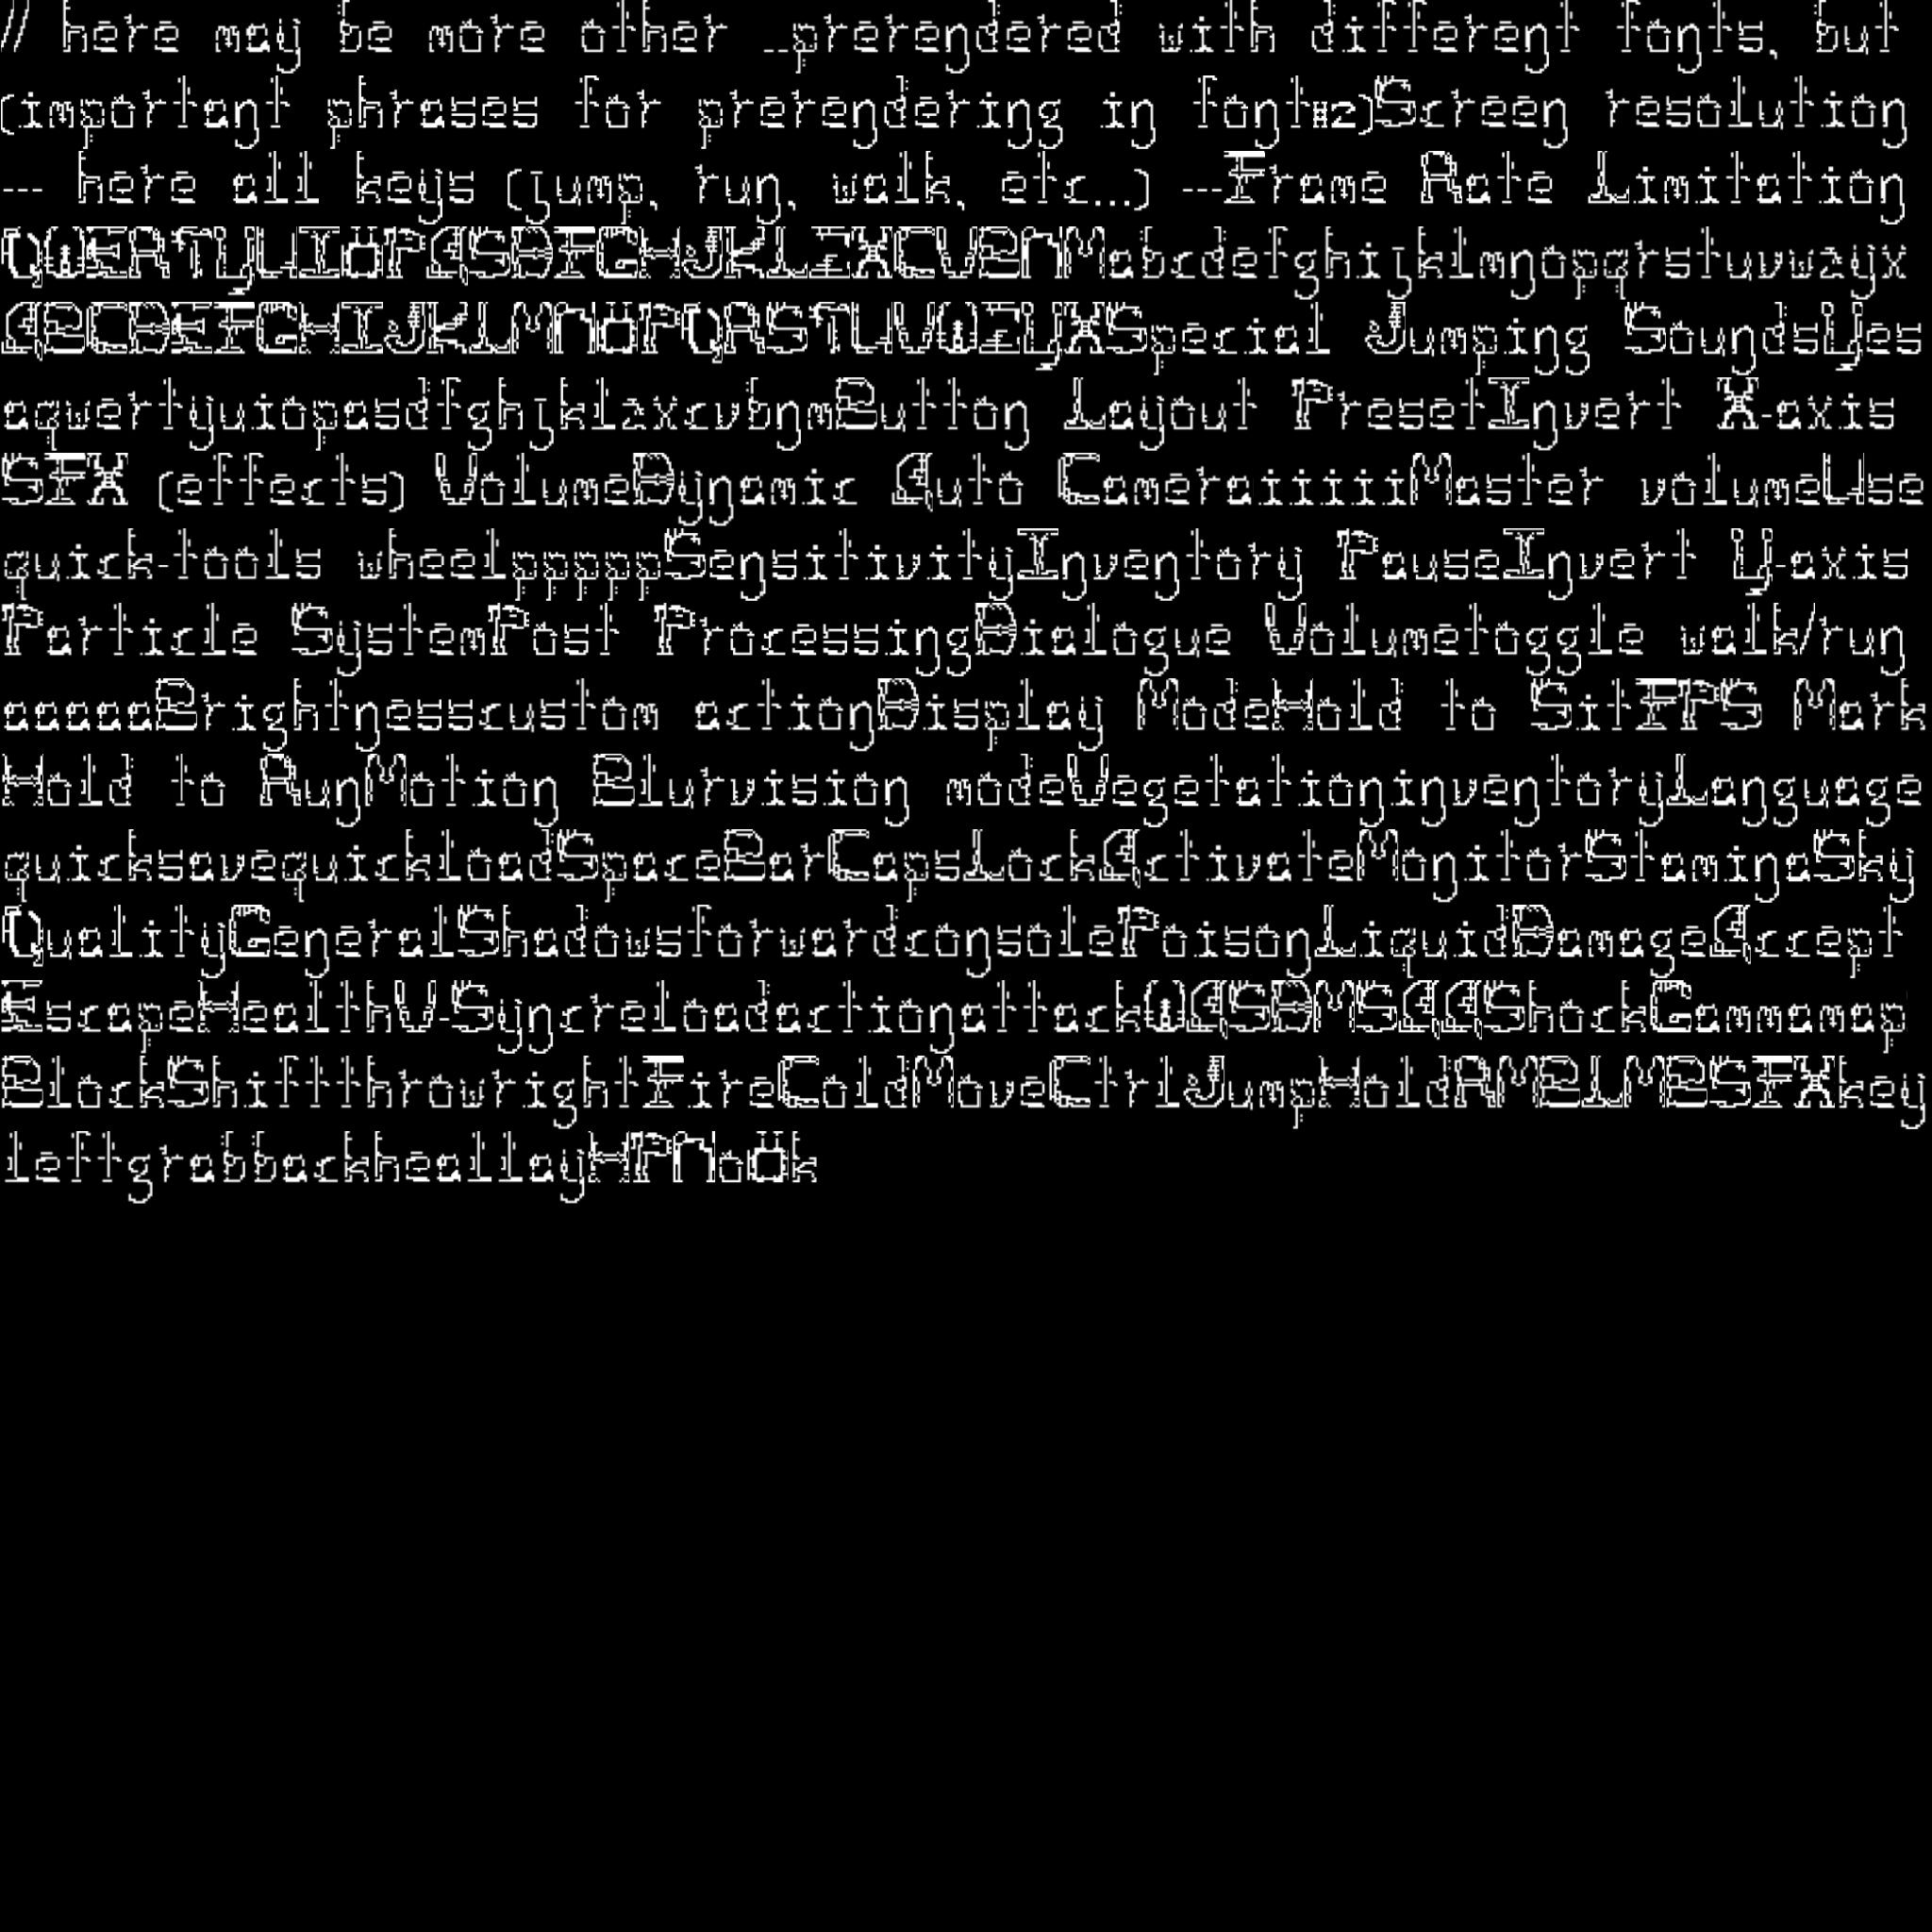 // here may be more other --prerendered with different fonts, but
(important phrases for prerendering in font#2)Screen resolution
--- here all keys (jump, run, walk, etc...) ---Frame Rate Limitation
QWERTYUIOPASDFGHJKLZXCVBNMabcdefghijklmnopqrstuvwzyx
ABCDEFGHIJKLMNOPQRSTUVWZYXSpecial Jumping SoundsYes
aqwertyuiopasdfghjklzxcvbnmButton Layout PresetInvert X-axis
SFX (effects) VolumeDynamic Auto CameraiiiiiMaster volumeUse
quick-tools wheelpppppSensitivityInventory PauseInvert Y-axis
Particle SystemPost ProcessingDialogue Volumetoggle walk/run
aaaaaBrightnesscustom actionDisplay ModeHold to SitFPS Mark
Hold to RunMotion Blurvision modeVegetationinventoryLanguage
quicksavequickloadSpaceBarCapsLockActivateMonitorStaminaSky
QualityGeneralShadowsforwardconsolePoisonLiquidDamageAccept
EscapeHealthV-SyncreloadactionattackWASDMSAAShockGammamap
BlockShiftthrowrightFireColdMoveCtrlJumpHoldRMBLMBSFXkey
leftgrabbackheallayHPNoOk